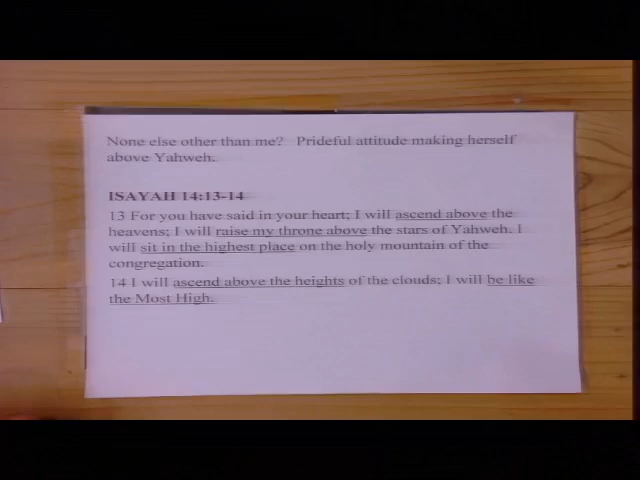 None else other than me? Prideful attitude making herself
above Yahweh.
ISAYAH 14:13-14
13 For you have said in your heart; I will ascend above the
heavens; I will raise my throne above the stars of Yahweh. I
will sit in the highest place on the holy mountain of the
congregation.
14 I will ascend above the heights of the clouds; I will be like
the Most High.